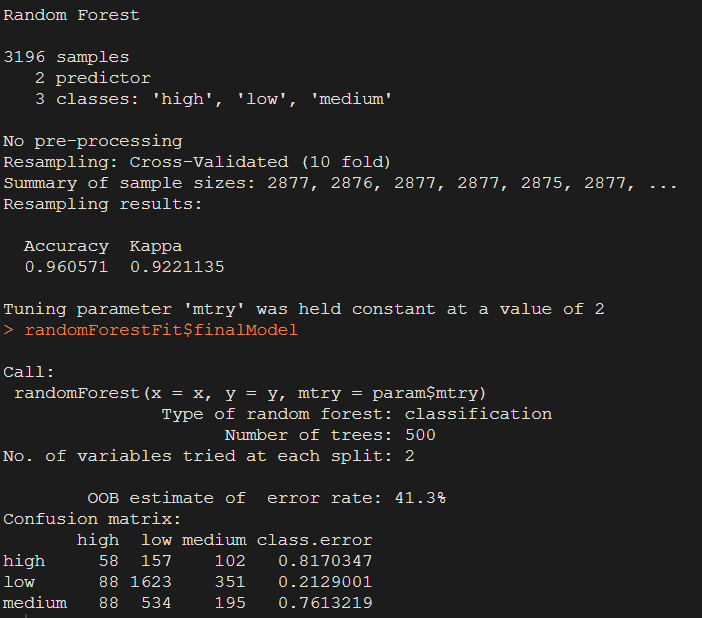 Random Forest
3196 samples
2 predictor
3 classes: 'high', 'low', 'medium'
No pre-processing
Resampling: Cross-Validated (10 fold)
Summary of sample sizes: 2877, 2876, 2877, 2877, 2875, 2877, ...
Resampling results:
Accuracy Kappa
0.960571 0.9221135
Tuning parameter 'mtry' was held constant at a value of 2
> randomForestFit$finalModel
Call:
randomForest(x = x, y = y, mtry = param$mtry)
Type of random forest: classification
Number of trees: 500
No. of variables tried at each split: 2
OOB estimate of error rate: 41.3%
Confusion matrix:
high low medium class.error
high 58 157 102 0.8170347
low 88 1623 351 0.2129001
medium 88 534 195 0.7613219